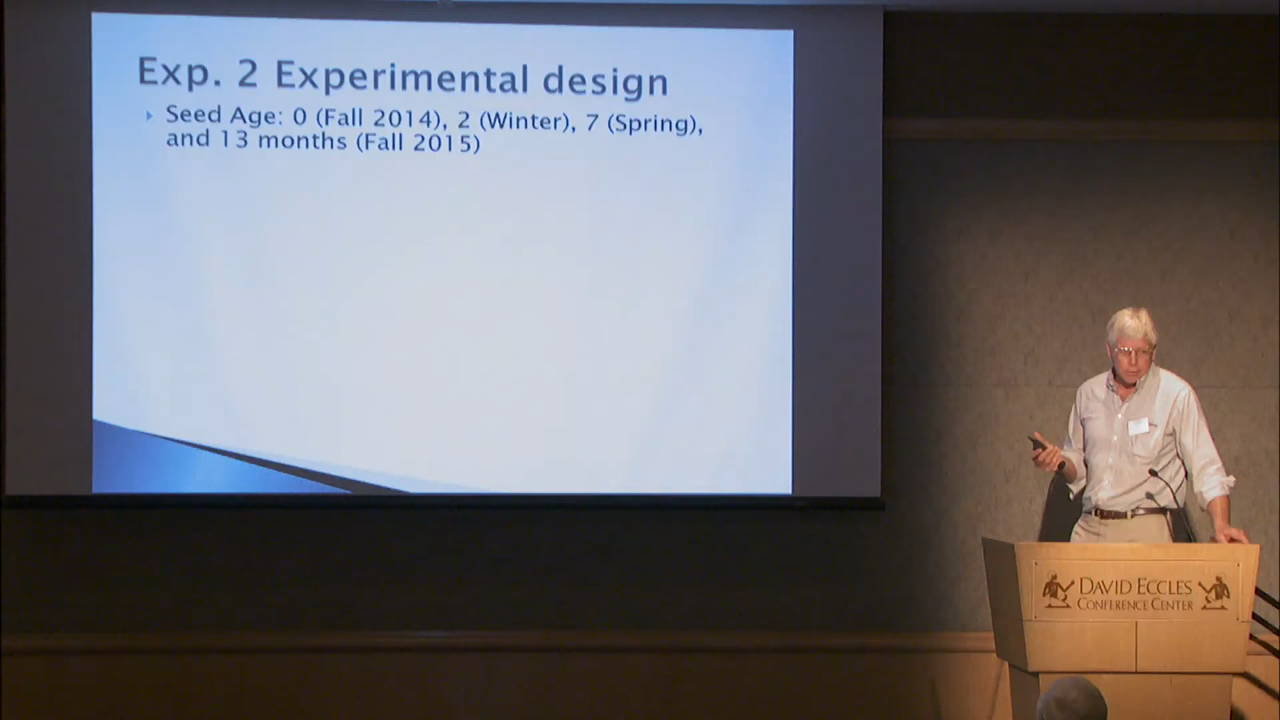 Exp. 2 Experimental design
Seed Age: 0 (Fall 2014), 2 (Winter), 7 (Spring),
and 13 months (Fall 2015)
DAVID ECCLES
CONFERENCE CENTER